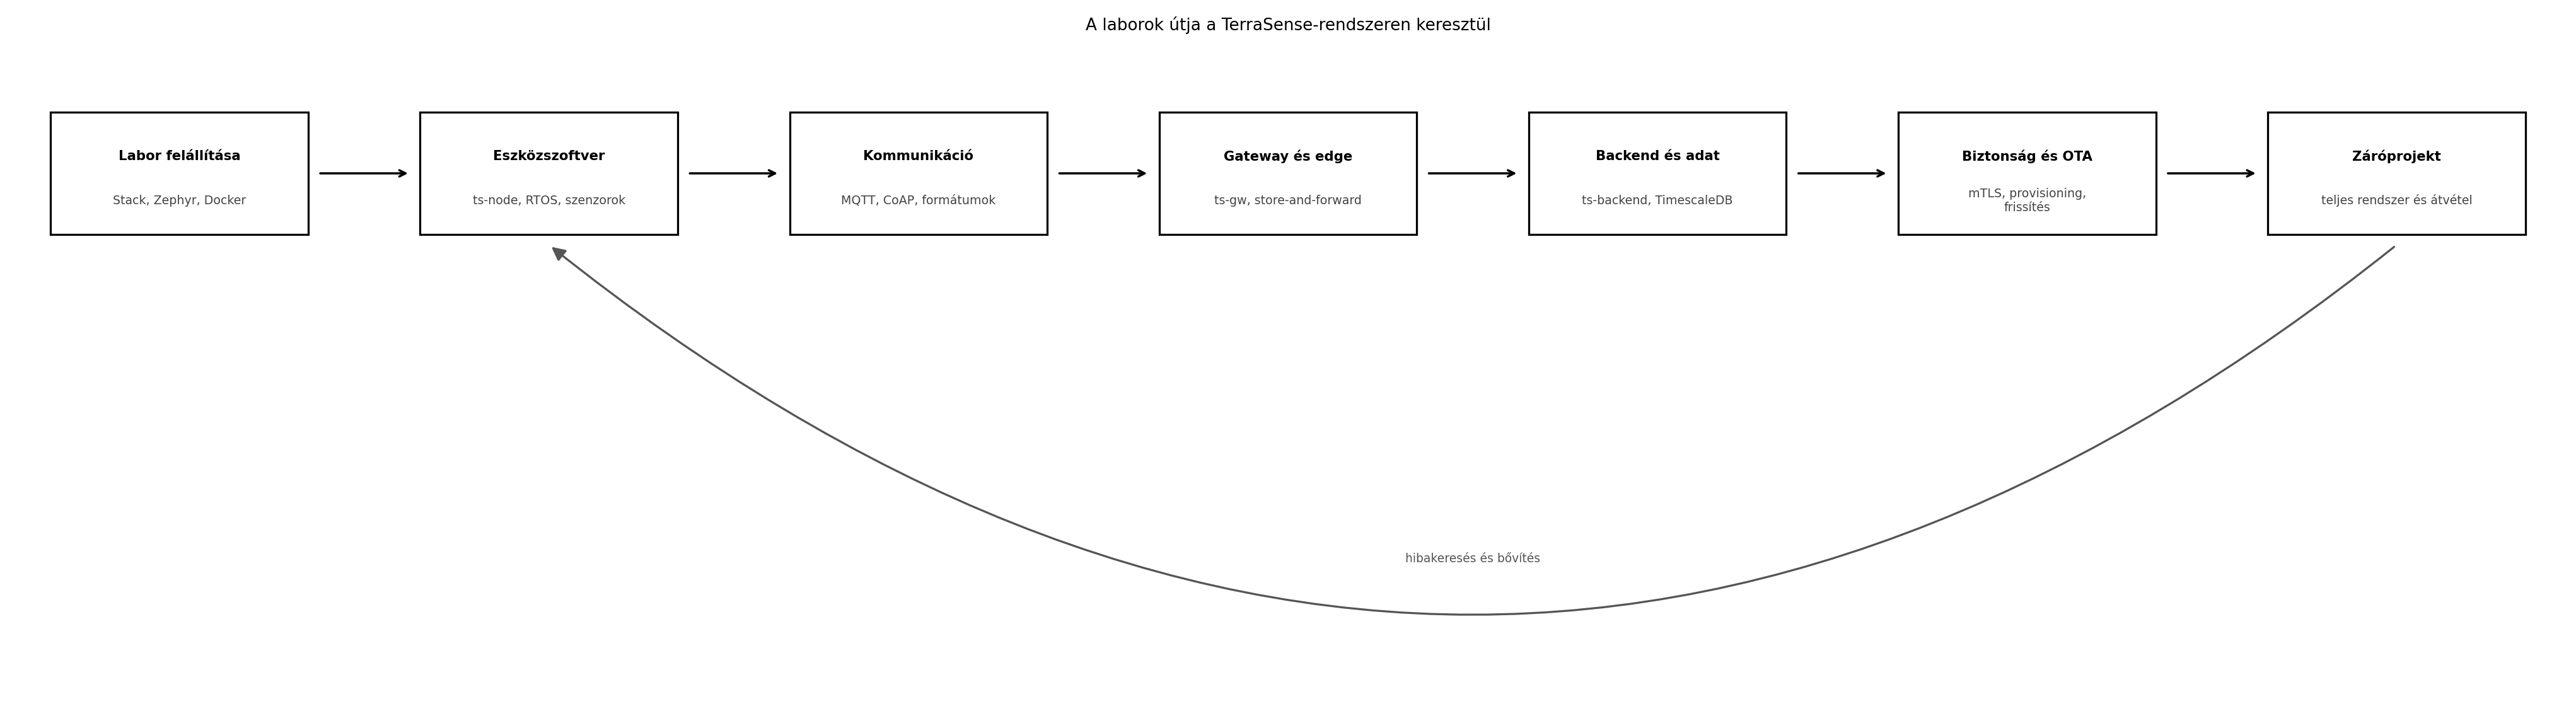 A laborok útja a TerraSense-rendszeren keresztül
Labor felállítása
Stack, Zephyr, Docker
Eszközszoftver
ts-node, RTOS, szenzorok
Kommunikáció
MQTT, CoAP, formátumok
Gateway és edge
ts-gw, store-and-forward
Backend és adat
ts-backend, TimescaleDB
Biztonság és OTA
mTLS, provisioning,
frissítés
Záróprojekt
teljes rendszer és átvétel
hibakeresés és bővítés